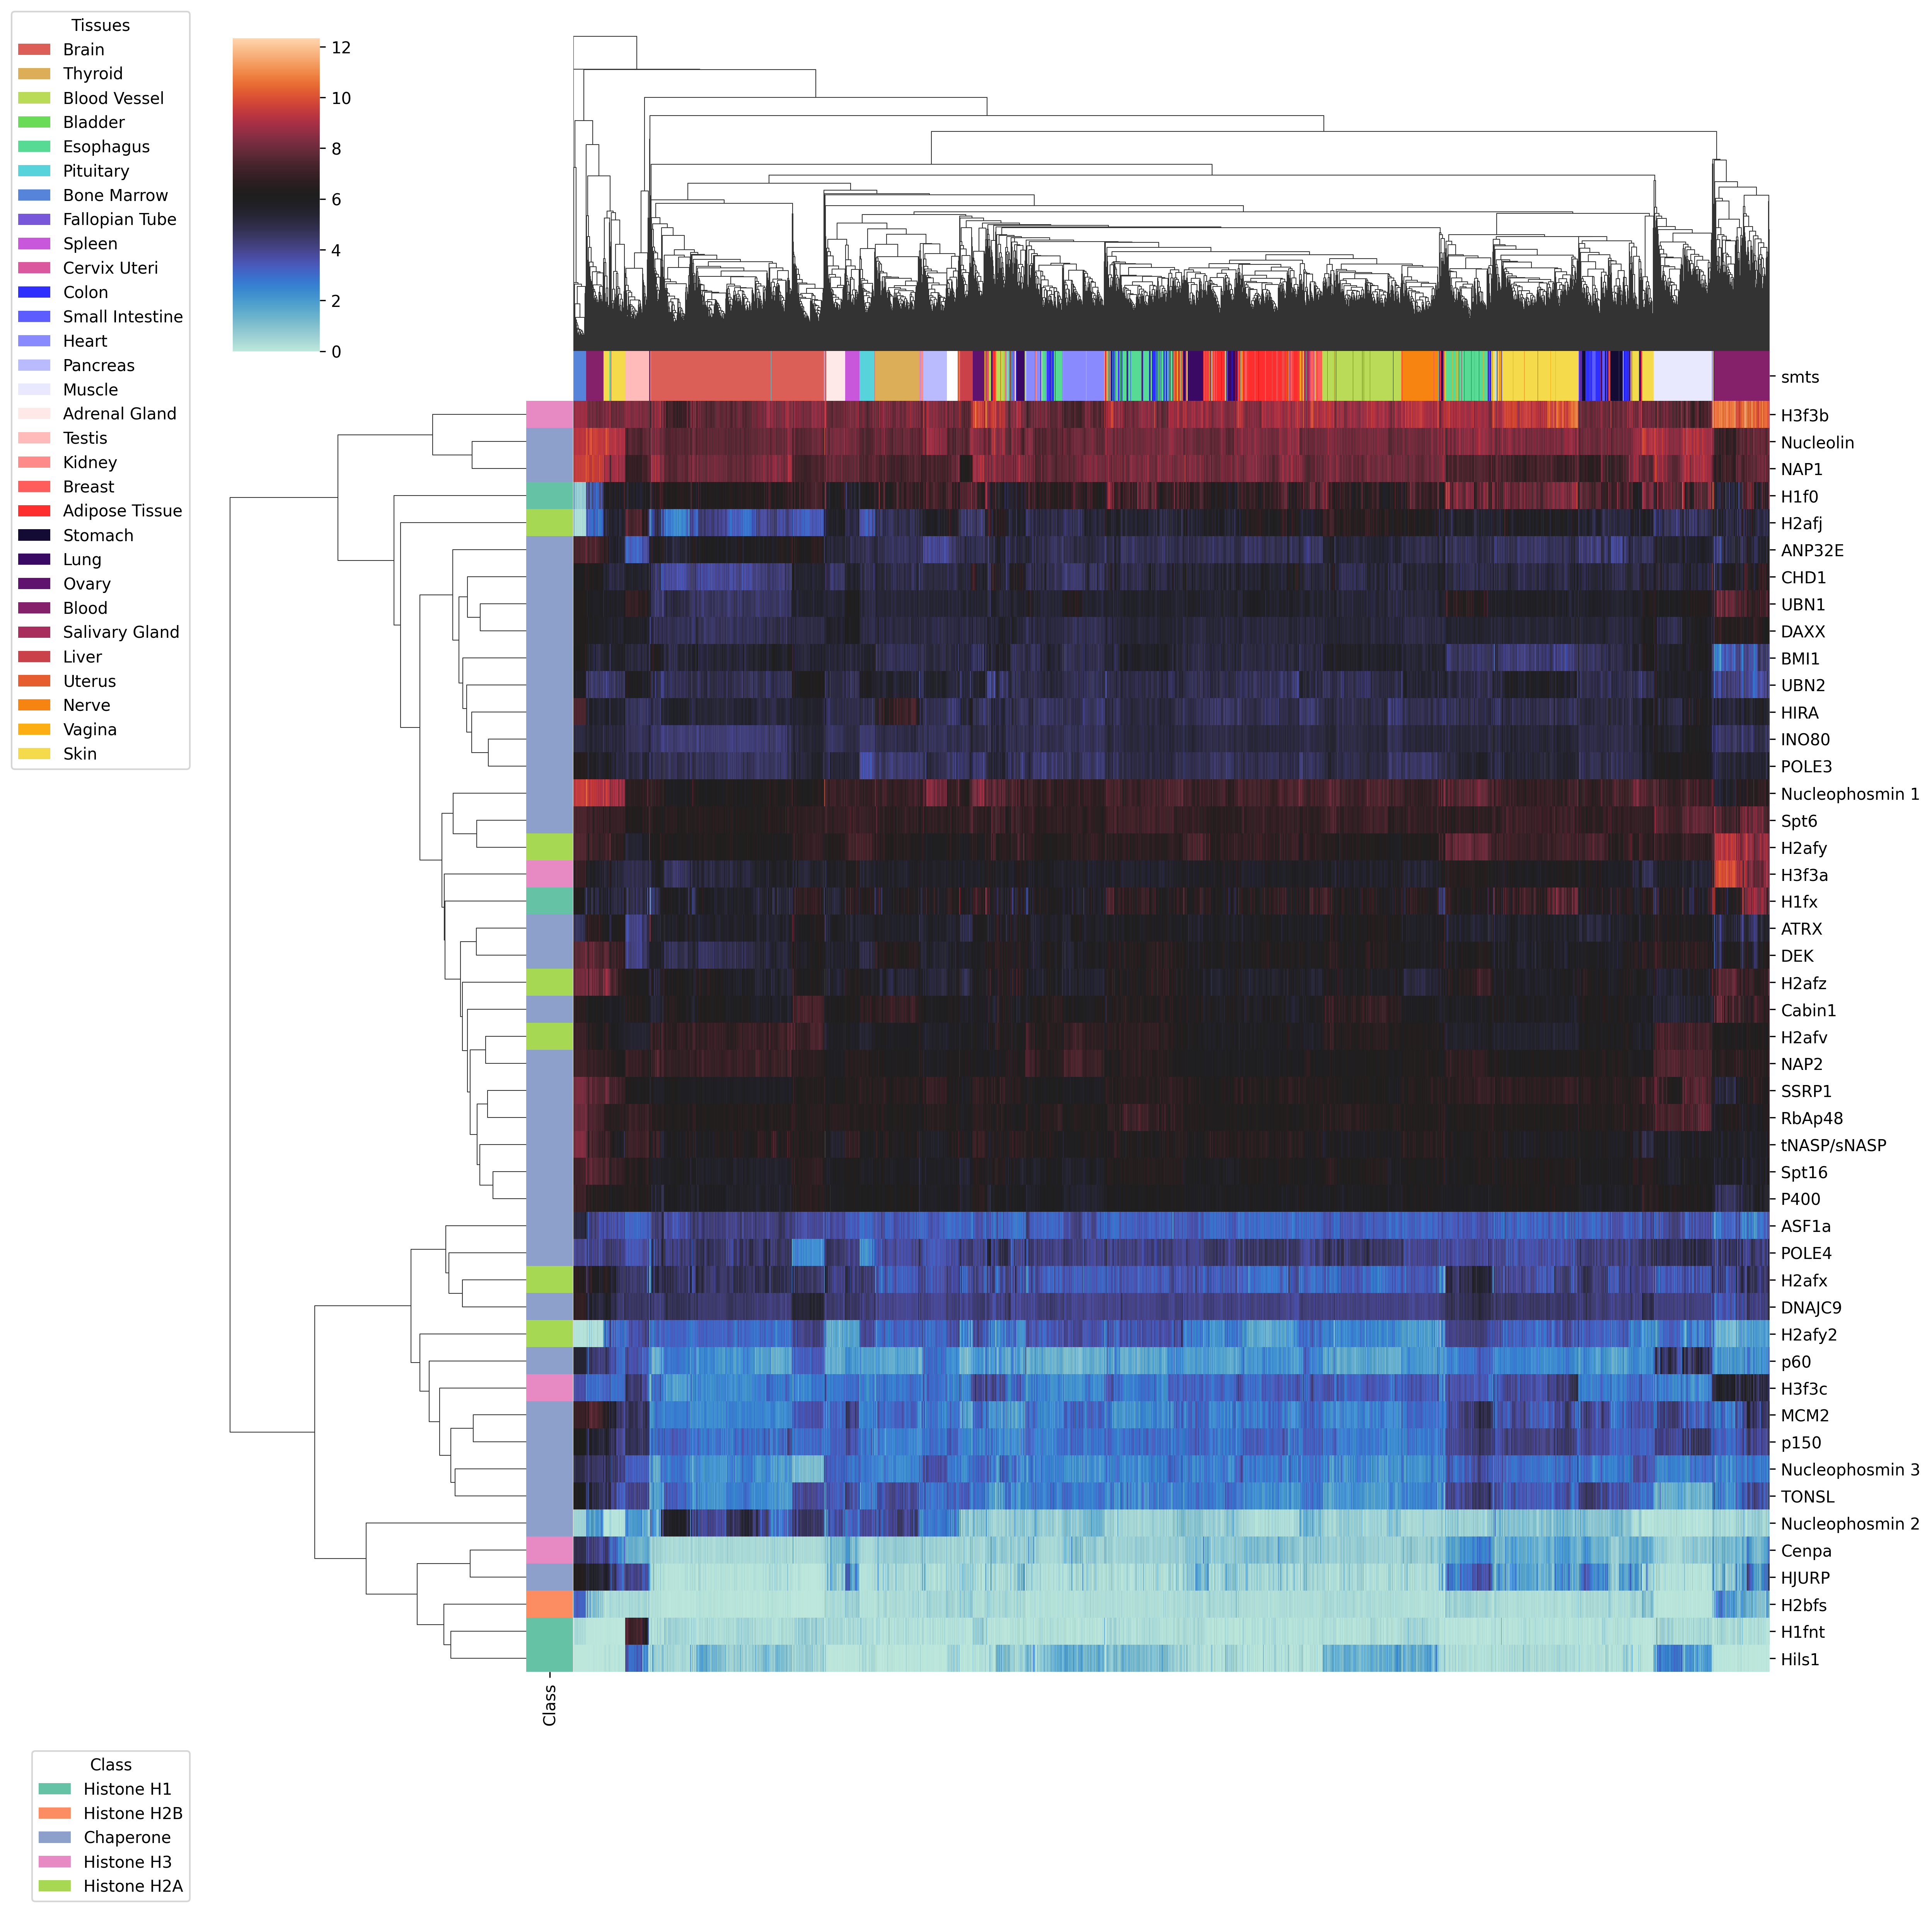 Tissues
Brain
Thyroid
Blood Vessel
Bladder
Esophagus
Pituitary
Bone Marrow
Fallopian Tube
Spleen
Cervix Uteri
Colon
Small Intestine
Heart
Pancreas
Muscle
Adrenal Gland
Testis
Kidney
Breast
Adipose Tissue
Stomach
Lung
Ovary
Blood
Salivary Gland
Liver
Uterus
Nerve
Vagina
Skin
12
10
8
6
4
2
0
smts
H3f3b
Nucleolin
NAP1
H1f0
H2afj
ANP32E
CHD1
UBN1
DAXX
BMI1
UBN2
HIRA
INO80
POLE3
Nucleophosmin 1
Spt6
H2afy
H3f3a
H1fx
ATRX
DEK
H2afz
Cabin1
H2afv
NAP2
SSRP1
RbAp48
tNASP/sNASP
Spt16
P400
ASF1a
POLE4
H2afx
DNAJC9
H2afy2
p60
H3f3c
MCM2
p150
Nucleophosmin 3
TONSL
Nucleophosmin 2
Cenpa
HJURP
H2bfs
H1fnt
Hils1
Class
Class
Histone H1
Histone H2B
Chaperone
Histone H3
Histone H2A